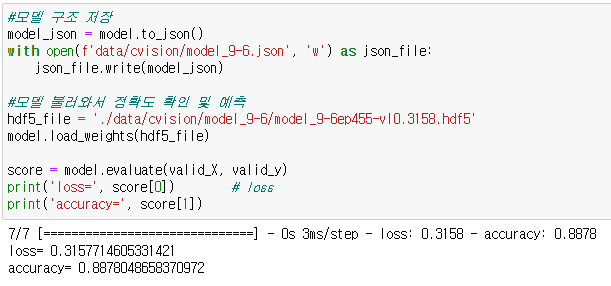 #모델 구조 저장
model_json = model.to_json()
with open(f'data/cvision/model_9-6.json', 'w') as json_file:
    json_file.write(model_json)

#모델 불러와서 정확도 확인 및 예측
hdf5_file = './data/cvision/model_9-6/model_9-6ep455-vl0.3158.hdf5'
model.load_weights(hdf5_file)

score = model.evaluate(valid_X, valid_y)
print('loss=', score[0])        # loss
print('accuracy=', score[1])

7/7 [==============================] - 0s 3ms/step - loss: 0.3158 - accuracy: 0.8878
loss= 0.3157714605331421
accuracy= 0.8878048658370972